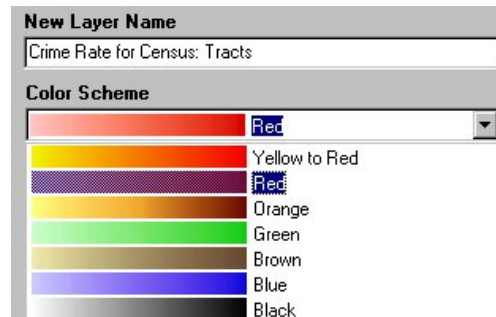 New Layer Name
Crime Rate for Census: Tracts
Color Scheme
Red
Yellow to Red
Red
Orange
Green
Brown
Blue
Black